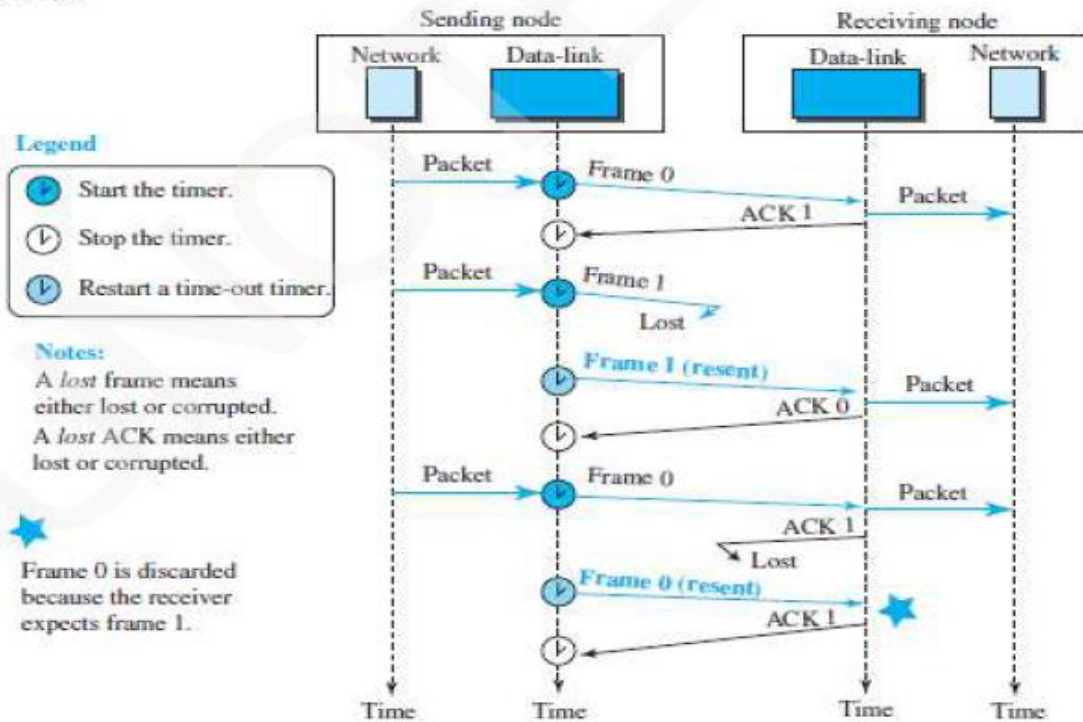 Sending node
Receiving node
Network
Data-link
Data-link
Network
Legend
Start the timer.
Stop the timer.
Restart a time-out timer.
Notes:
A lost frame means
either lost or corrupted.
A lost ACK means either
lost or corrupted.
Frame 0 is discarded
because the receiver
expects frame 1.
Packet
Frame 0
Packet
ACK 1
Packet
Frame 1
Lost
Frame 1 (resent)
Packet
ACK 0
Packet
Frame 0
Packet
ACK 1
Lost
Frame 0 (resent)
ACK 1
Time
Time
Time
Time